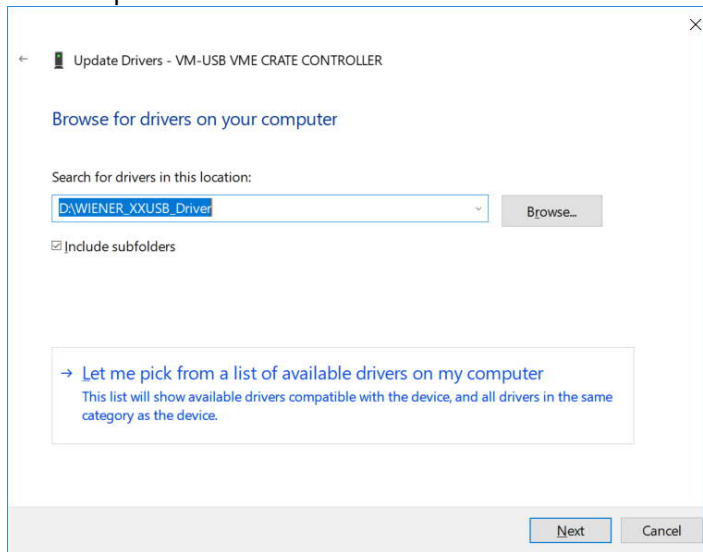 Update Drivers - VM-USB VME CRATE CONTROLLER
Browse for drivers on your computer
Search for drivers in this location:
D:\WIENER_XXUSB_Driver
Browse...
Include subfolders
Let me pick from a list of available drivers on my computer
This list will show available drivers compatible with the device, and all drivers in the same
category as the device.
Next
Cancel